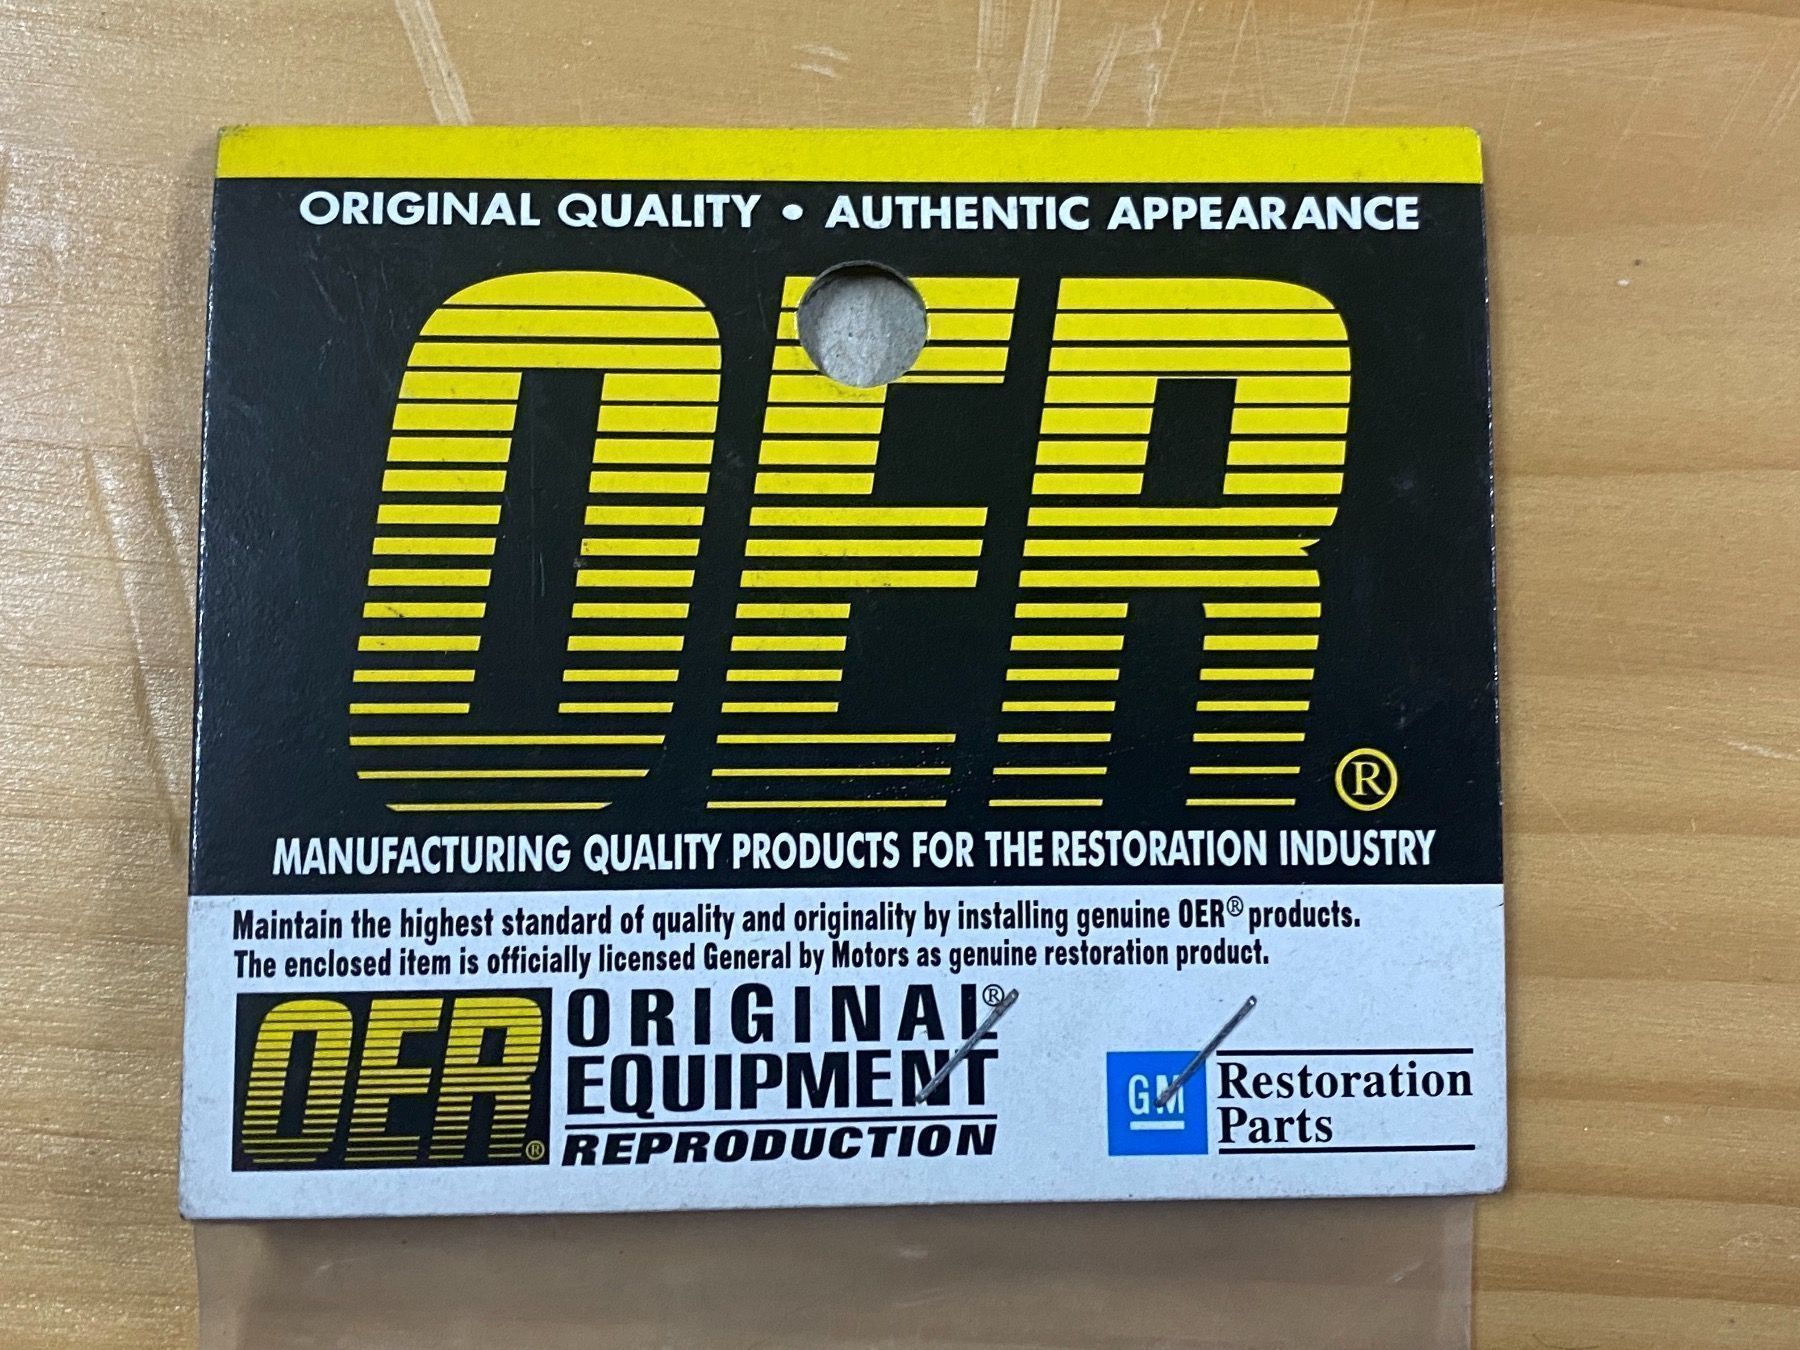 ORIGINAL QUALITY • AUTHENTIC APPEARANCE
OER®
MANUFACTURING QUALITY PRODUCTS FOR THE RESTORATION INDUSTRY
Maintain the highest standard of quality and originality by installing genuine OER® products.
The enclosed item is officially licensed General by Motors as genuine restoration product.
OER®
ORIGINAL®
EQUIPMENT
REPRODUCTION
GM
Restoration
Parts